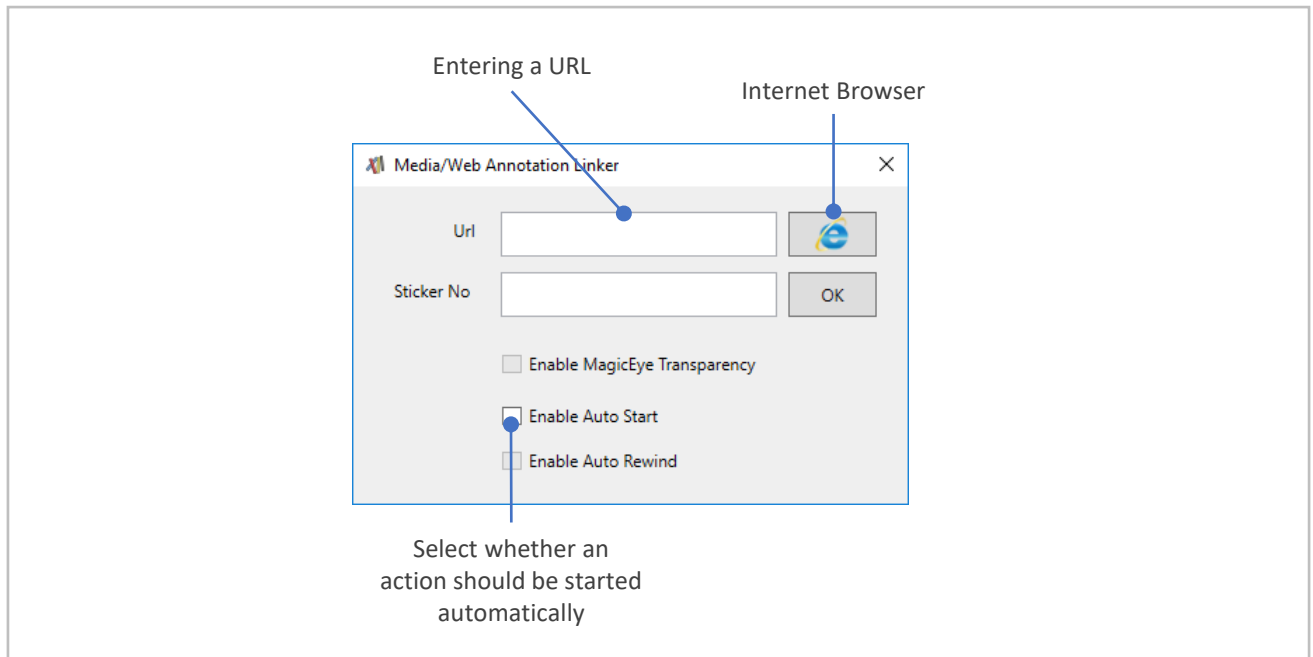 Entering a URL
Internet Browser
Media/Web Annotation Linker
Url
Sticker No
OK
Enable MagicEye Transparency
Enable Auto Start
Enable Auto Rewind
Select whether an
action should be started
automatically